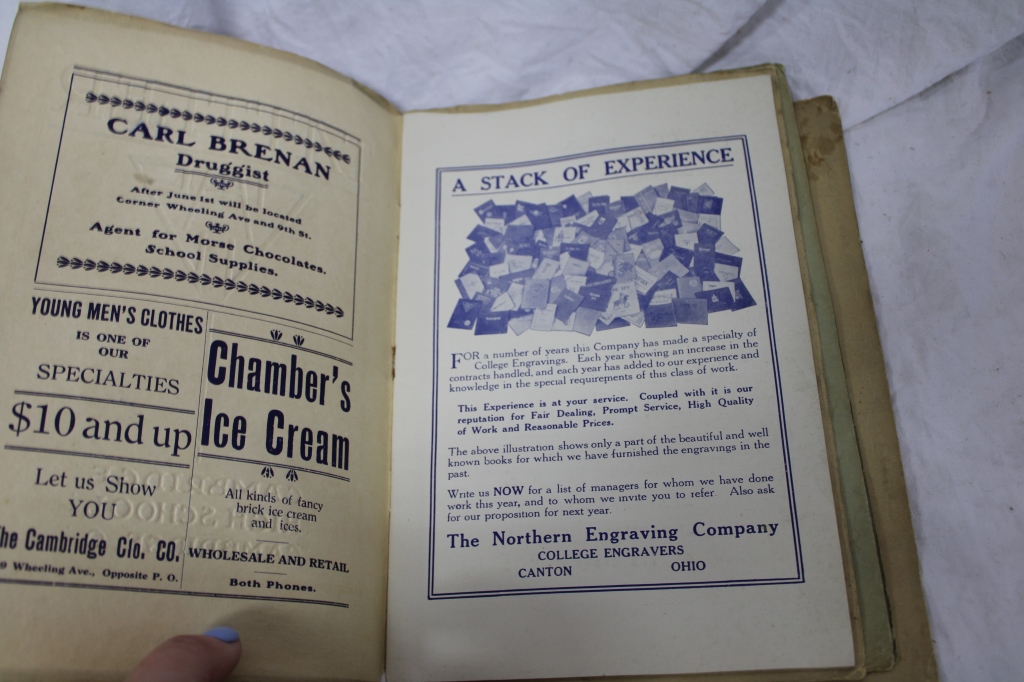 CARL BRENAN
Druggist
After June 1st will be located
Corner Wheeling Ave and 9th St.
Agent for Morse Chocolates.
School Supplies.
YOUNG MEN'S CLOTHES
IS ONE OF
OUR
SPECIALTIES
$10 and up
Let us Show
YOU
The Cambridge Clo. CO.
9 Wheeling Ave., Opposite P. O.
Chamber's
Ice Cream
All kinds of fancy
brick ice cream
and ices.
WHOLESALE AND RETAIL
Both Phones.
A STACK OF EXPERIENCE
FOR a number of years this Company has made a specialty of
College Engravings. Each year showing an increase in the
contracts handled, and each year has added to our experience and
knowledge in the special requirements of this class of work.
This Experience is at your service. Coupled with it is our
reputation for Fair Dealing, Prompt Service, High Quality
of Work and Reasonable Prices.
The above illustration shows only a part of the beautiful and well
known books for which we have furnished the engravings in the
past.
Write us NOW for a list of managers for whom we have done
work this year, and to whom we invite you to refer. Also ask
for our proposition for next year.
The Northern Engraving Company
COLLEGE ENGRAVERS
CANTON OHIO